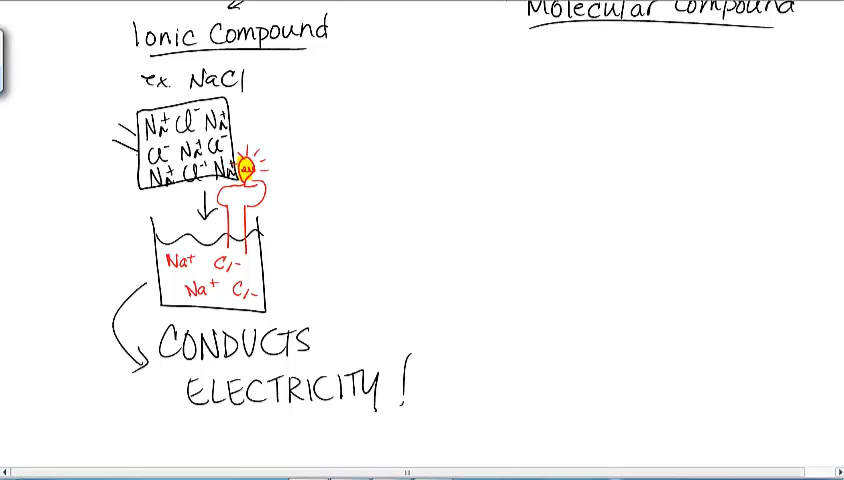 Molecular Compound
Ionic Compound
ex. NaCl
Na+ Cl- Na+
Cl- Na+ Cl-
Na+ Cl-+ Na+
Na+ Cl-
Na+ Cl-
CONDUCTS
ELECTRICITY!